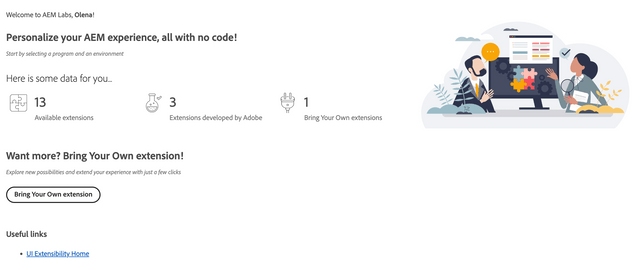 Welcome to AEM Labs, Olena!
Personalize your AEM experience, all with no code!
Start by selecting a program and an environment
Here is some data for you...
13
Available extensions
3
Extensions developed by Adobe
1
Bring Your Own extensions
Want more? Bring Your Own extension!
Explore new possibilities and extend your experience with just a few clicks
Bring Your Own extension
Useful links
UI Extensibility Home